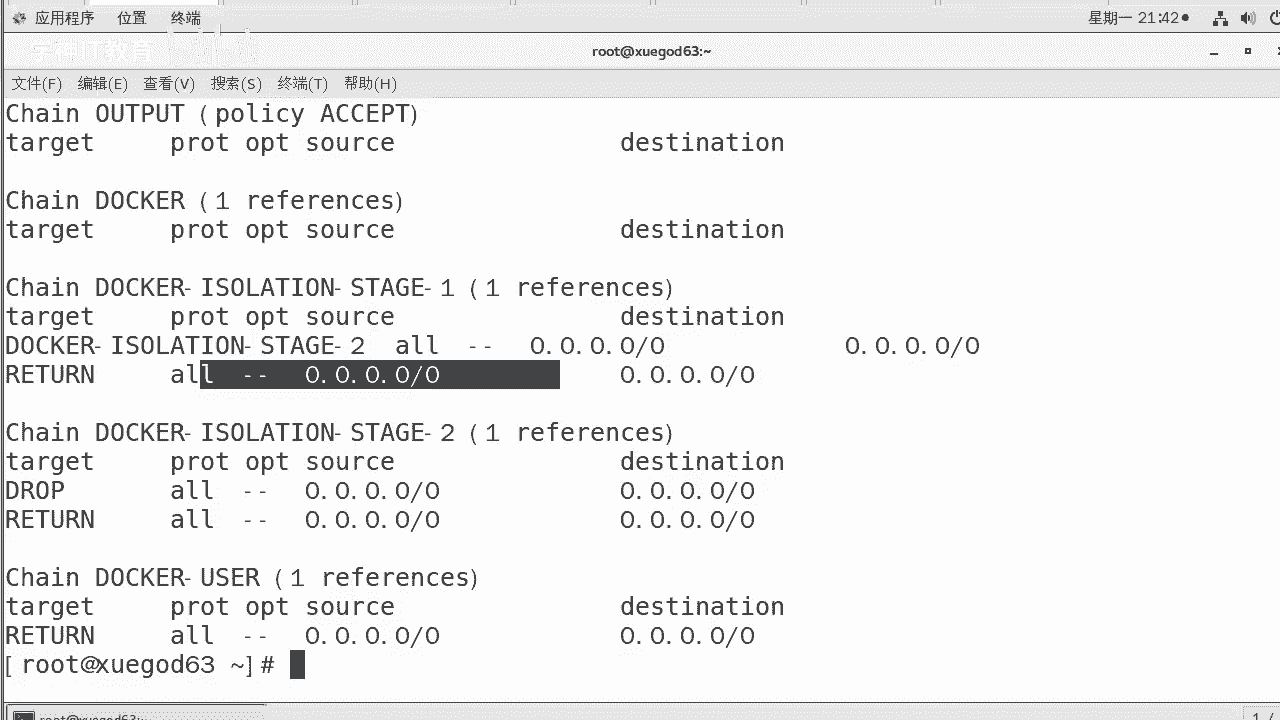 应用程序 位置 终端 星期一 21:42
学神IT教育
root@xuegod63:~
文件(F) 编辑(E) 查看(V) 搜索(S) 终端(T) 帮助(H)
Chain OUTPUT (policy ACCEPT)
target prot opt source destination
Chain DOCKER (1 references)
target prot opt source destination
Chain DOCKER-ISOLATION-STAGE-1 (1 references)
target prot opt source destination
DOCKER-ISOLATION-STAGE-2 all -- 0.0.0.0/0 0.0.0.0/0
RETURN all -- 0.0.0.0/0 0.0.0.0/0
Chain DOCKER-ISOLATION-STAGE-2 (1 references)
target prot opt source destination
DROP all -- 0.0.0.0/0 0.0.0.0/0
RETURN all -- 0.0.0.0/0 0.0.0.0/0
Chain DOCKER-USER (1 references)
target prot opt source destination
RETURN all -- 0.0.0.0/0 0.0.0.0/0
[root@xuegod63 ~]#
root@xuegod63:~
1 /